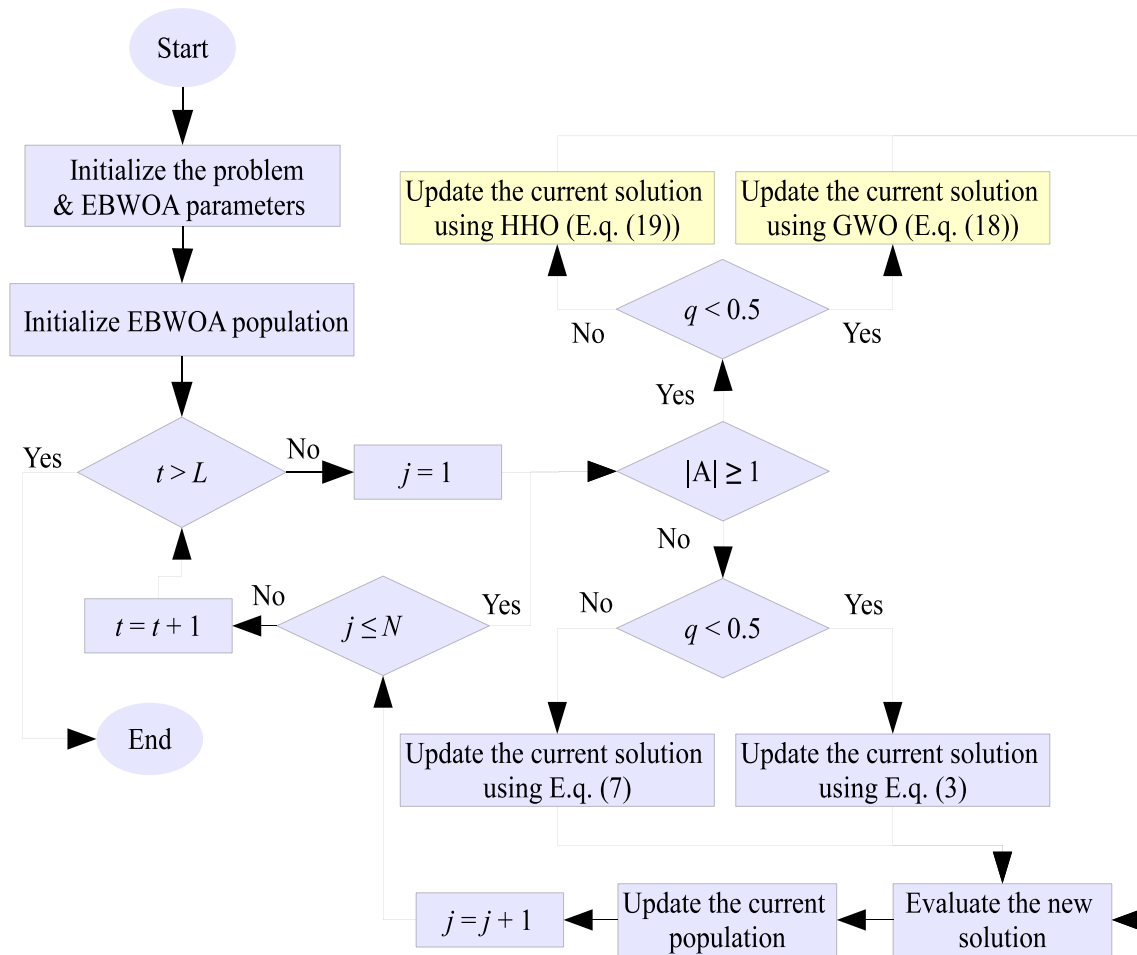 Start
Initialize the problem
& EBWOA parameters
Initialize EBWOA population
t > L
Yes
No
j = 1
t = t + 1
No
j ≤ N
Yes
End
Update the current solution
using HHO (E.q. (19))
Update the current solution
using GWO (E.q. (18))
q < 0.5
No
Yes
Yes
|A| ≥ 1
No
No
q < 0.5
Yes
Update the current solution
using E.q. (7)
Update the current solution
using E.q. (3)
j = j + 1
Update the current
population
Evaluate the new
solution